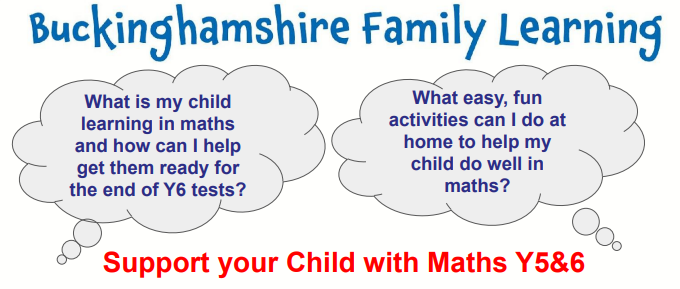 Buckinghamshire Family Learning
What is my child
learning in maths
and how can I help
get them ready for
the end of Y6 tests?
What easy, fun
activities can I do at
home to help my
child do well in
maths?
Support your Child with Maths Y5&6